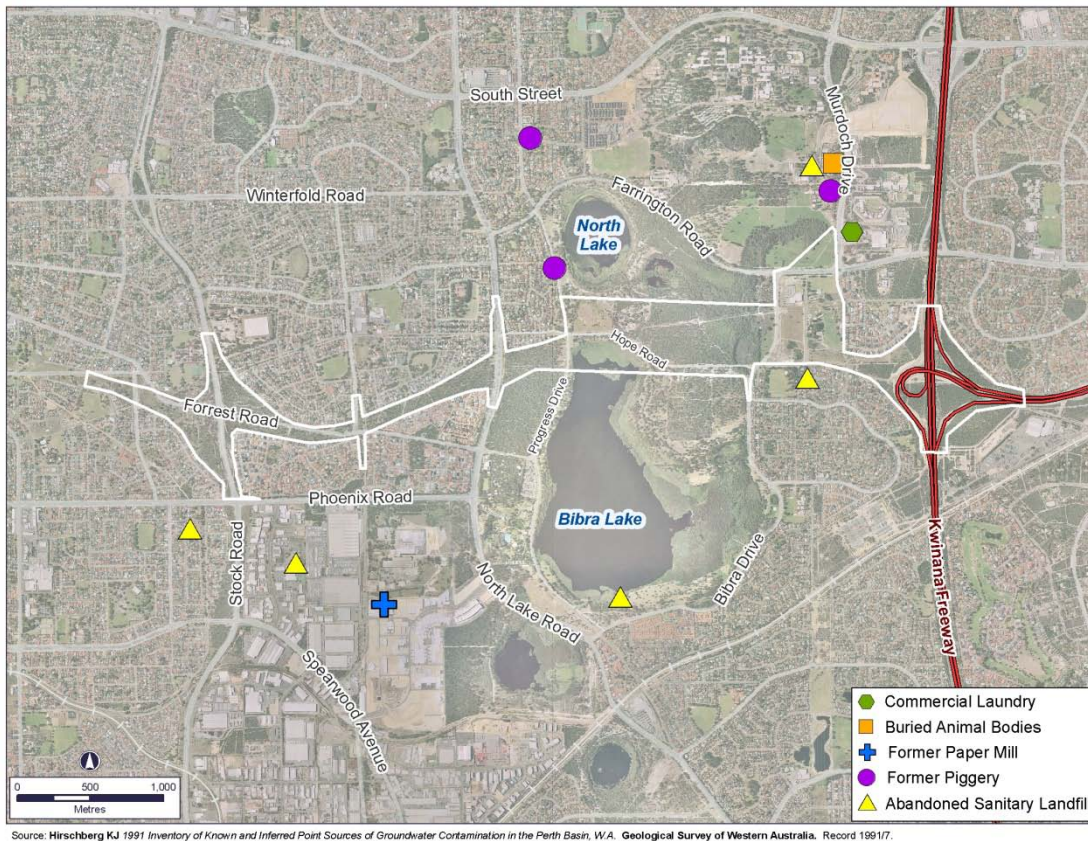 South Street
Murdoch Drive
Winterfold Road
Farrington Road
North
Lake
Hope Road
Progress Drive
Forrest Road
Phoenix Road
Bibra Lake
Stock Road
North Lake Road
Bibra Drive
Kwinana Freeway
Spearwood Avenue
Commercial Laundry
Buried Animal Bodies
Former Paper Mill
Former Piggery
Abandoned Sanitary Landfill
0 500 1,000
Metres
Source: Hirschberg KJ 1991 Inventory of Known and Inferred Point Sources of Groundwater Contamination in the Perth Basin, W.A. Geological Survey of Western Australia. Record 1991/7.